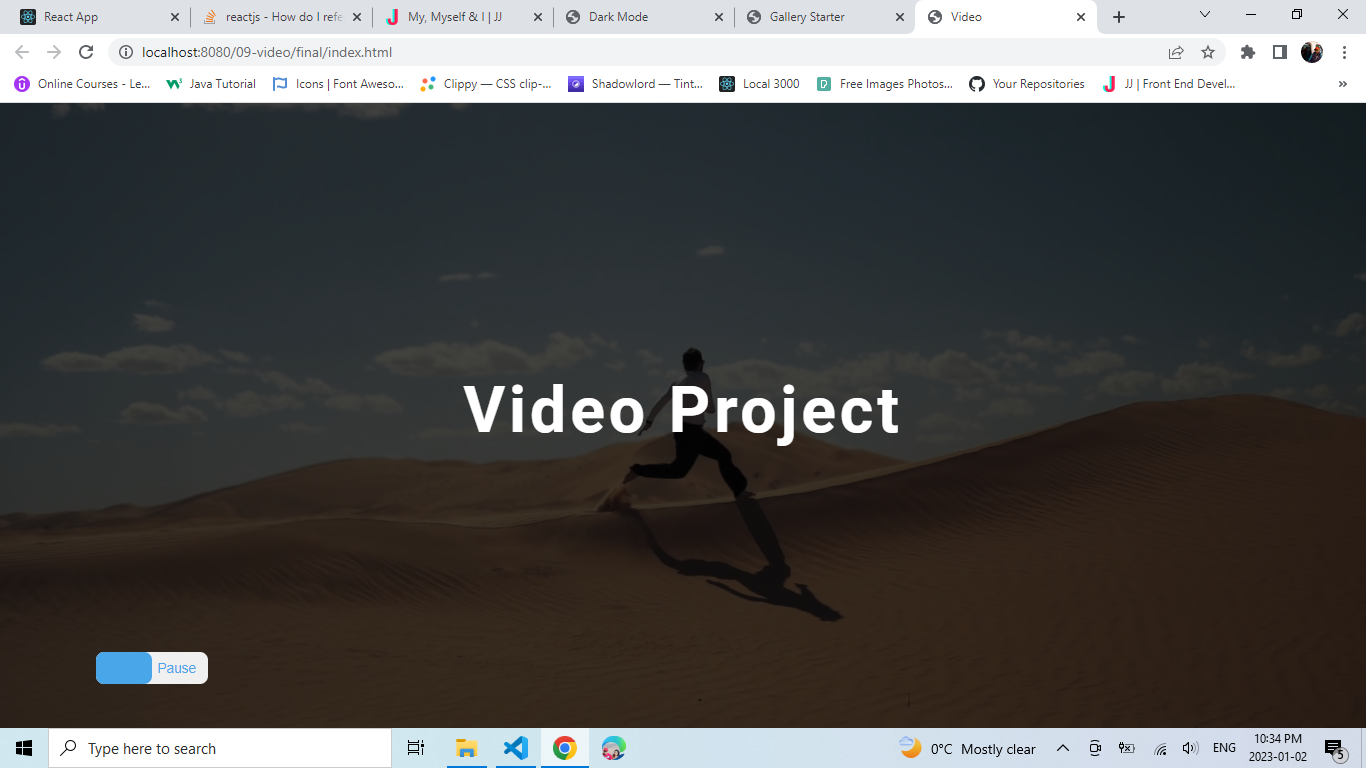 React App
reactjs - How do I refe
My, Myself & I | JJ
Dark Mode
Gallery Starter
Video
localhost:8080/09-video/final/index.html
Online Courses - Le...
Java Tutorial
Icons | Font Aweso...
Clippy — CSS clip-...
Shadowlord — Tint...
Local 3000
Free Images Photos...
Your Repositories
JJ | Front End Devel...
»
Video Project
Pause
Type here to search
0°C Mostly clear
ENG
10:34 PM
2023-01-02
5